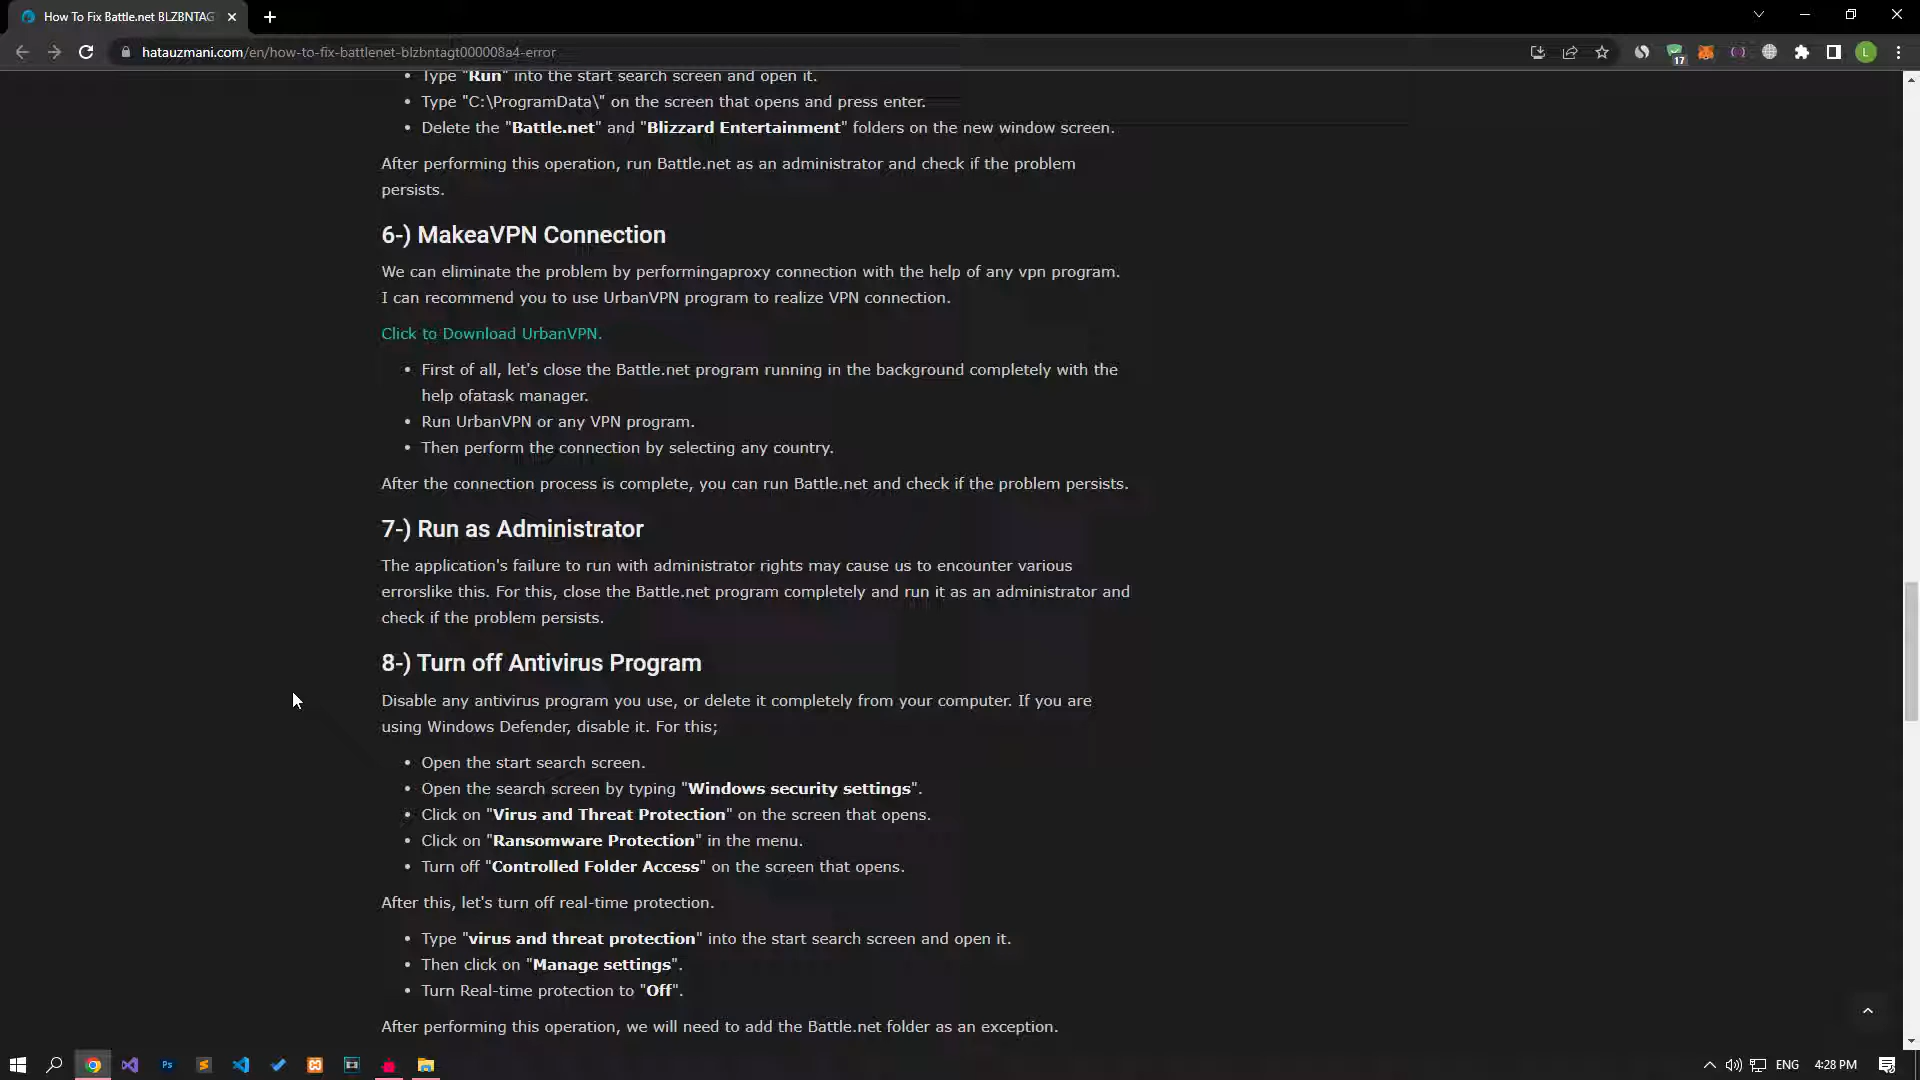 How To Fix Battle.net BLZBNTAG
hatauzmani.com/en/how-to-fix-battlenet-blzbntagt000008a4-error
17
L
• Type "Run" into the start search screen and open it.
• Type "C:\ProgramData\" on the screen that opens and press enter.
• Delete the "Battle.net" and "Blizzard Entertainment" folders on the new window screen.
After performing this operation, run Battle.net as an administrator and check if the problem
persists.
6-) MakeaVPN Connection
We can eliminate the problem by performingaproxy connection with the help of any vpn program.
I can recommend you to use UrbanVPN program to realize VPN connection.
Click to Download UrbanVPN.
• First of all, let's close the Battle.net program running in the background completely with the
help ofatask manager.
• Run UrbanVPN or any VPN program.
• Then perform the connection by selecting any country.
After the connection process is complete, you can run Battle.net and check if the problem persists.
7-) Run as Administrator
The application's failure to run with administrator rights may cause us to encounter various
errorslike this. For this, close the Battle.net program completely and run it as an administrator and
check if the problem persists.
8-) Turn off Antivirus Program
Disable any antivirus program you use, or delete it completely from your computer. If you are
using Windows Defender, disable it. For this;
• Open the start search screen.
• Open the search screen by typing "Windows security settings".
• Click on "Virus and Threat Protection" on the screen that opens.
• Click on "Ransomware Protection" in the menu.
• Turn off "Controlled Folder Access" on the screen that opens.
After this, let's turn off real-time protection.
• Type "virus and threat protection" into the start search screen and open it.
• Then click on "Manage settings".
• Turn Real-time protection to "Off".
After performing this operation, we will need to add the Battle.net folder as an exception.
Ps
ENG
4:28 PM